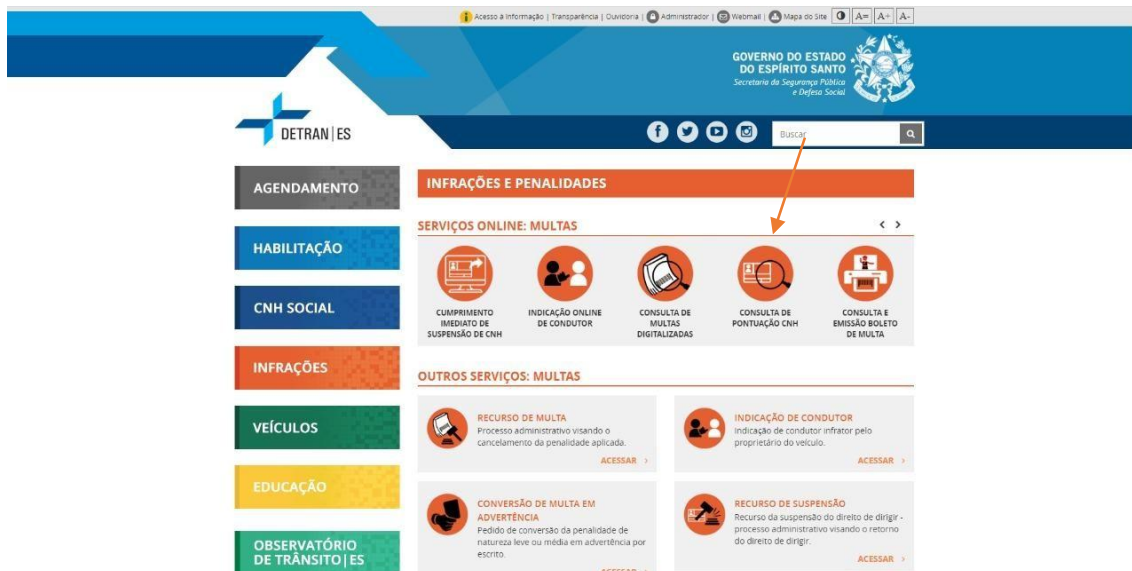 Acesso à Informação | Transparência | Ouvidoria | Administrador | Webmail | Mapa do Site A= A+ A-
GOVERNO DO ESTADO
DO ESPÍRITO SANTO
Secretaria da Segurança Pública
e Defesa Social
DETRAN|ES
Buscar
AGENDAMENTO
HABILITAÇÃO
CNH SOCIAL
INFRAÇÕES
VEÍCULOS
EDUCAÇÃO
OBSERVATÓRIO
DE TRÂNSITO|ES
INFRAÇÕES E PENALIDADES
SERVIÇOS ONLINE: MULTAS
CUMPRIMENTO
IMEDIATO DE
SUSPENSÃO DE CNH
INDICAÇÃO ONLINE
DE CONDUTOR
CONSULTA DE
MULTAS
DIGITALIZADAS
CONSULTA DE
PONTUAÇÃO CNH
CONSULTA E
EMISSÃO BOLETO
DE MULTA
OUTROS SERVIÇOS: MULTAS
RECURSO DE MULTA
Processo administrativo visando o
cancelamento da penalidade aplicada.
ACESSAR >
INDICAÇÃO DE CONDUTOR
Indicação de condutor infrator pelo
proprietário do veículo.
ACESSAR >
CONVERSÃO DE MULTA EM
ADVERTÊNCIA
Pedido de conversão da penalidade de
natureza leve ou média em advertência por
escrito.
ACESSAR >
RECURSO DE SUSPENSÃO
Recurso da suspensão do direito de dirigir -
processo administrativo visando o retorno
do direito de dirigir.
ACESSAR >